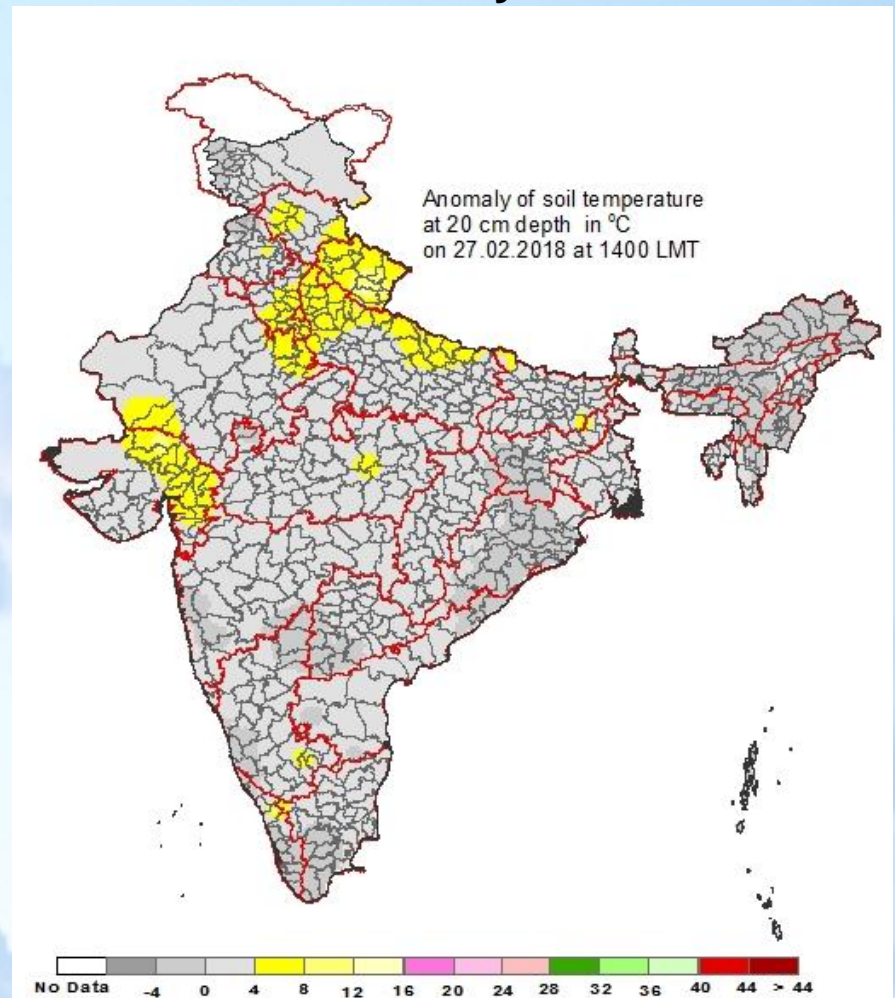 Anomaly of soil temperature
at 20 cm depth in °C
on 27.02.2018 at 1400 LMT
No Data -4 0 4 8 12 16 20 24 28 32 36 40 44 > 44